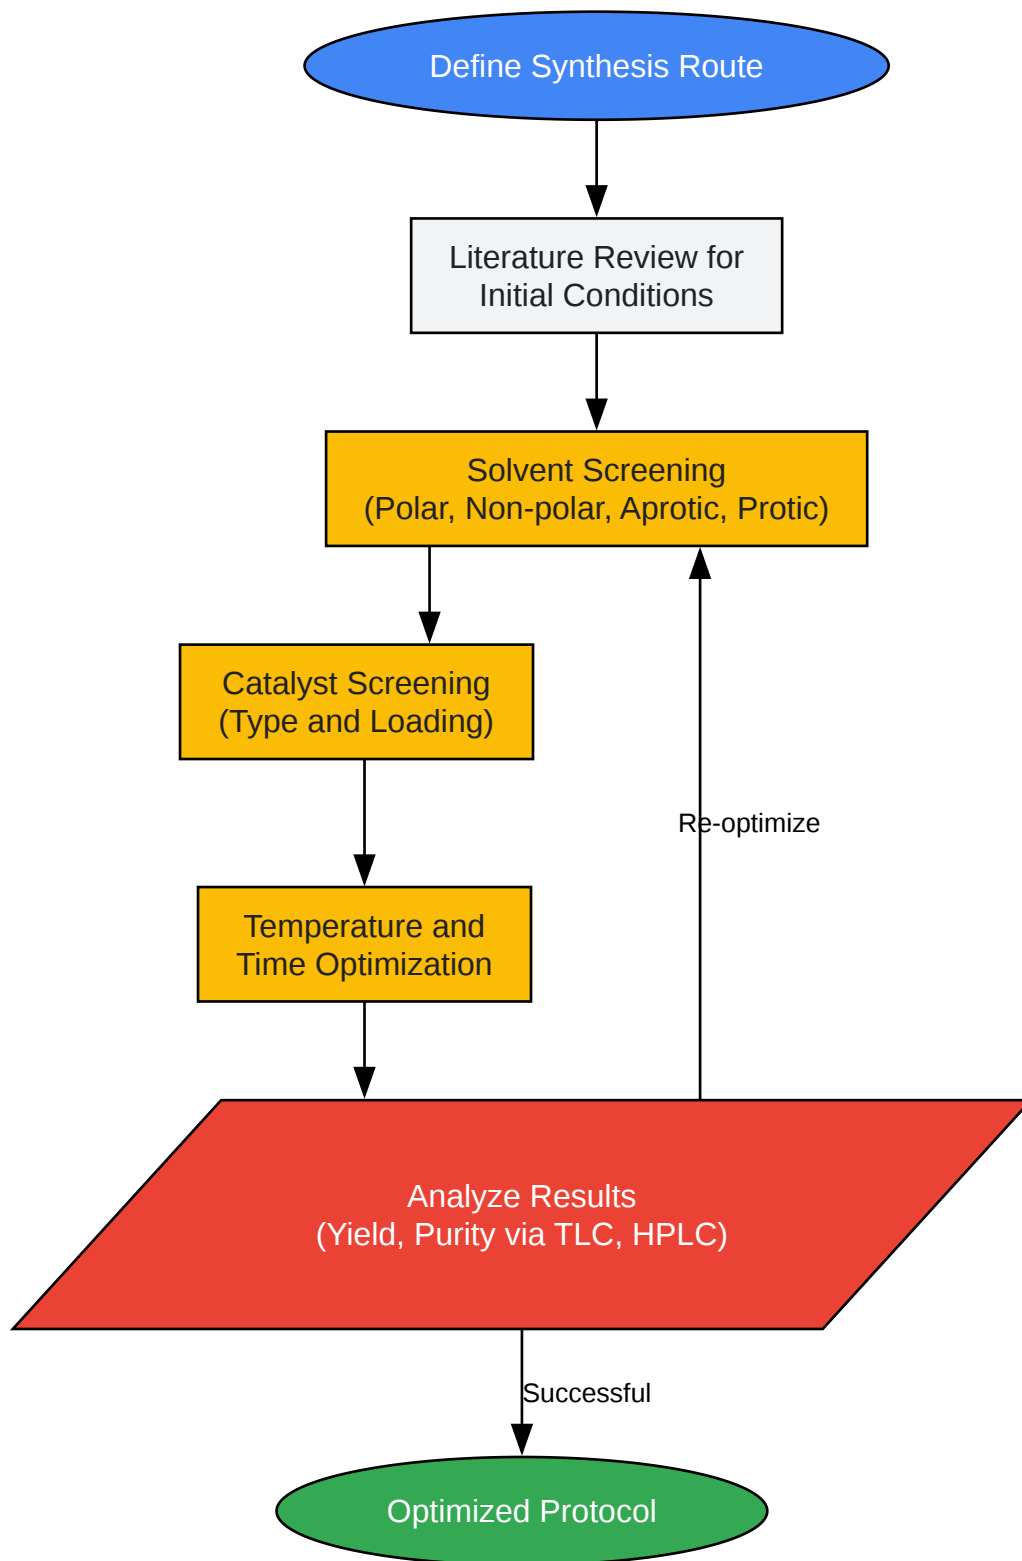 Define Synthesis Route
Literature Review for
Initial Conditions
Solvent Screening
(Polar, Non-polar, Aprotic, Protic)
Catalyst Screening
(Type and Loading)
Re-optimize
Temperature and
Time Optimization
Analyze Results
(Yield, Purity via TLC, HPLC)
Successful
Optimized Protocol